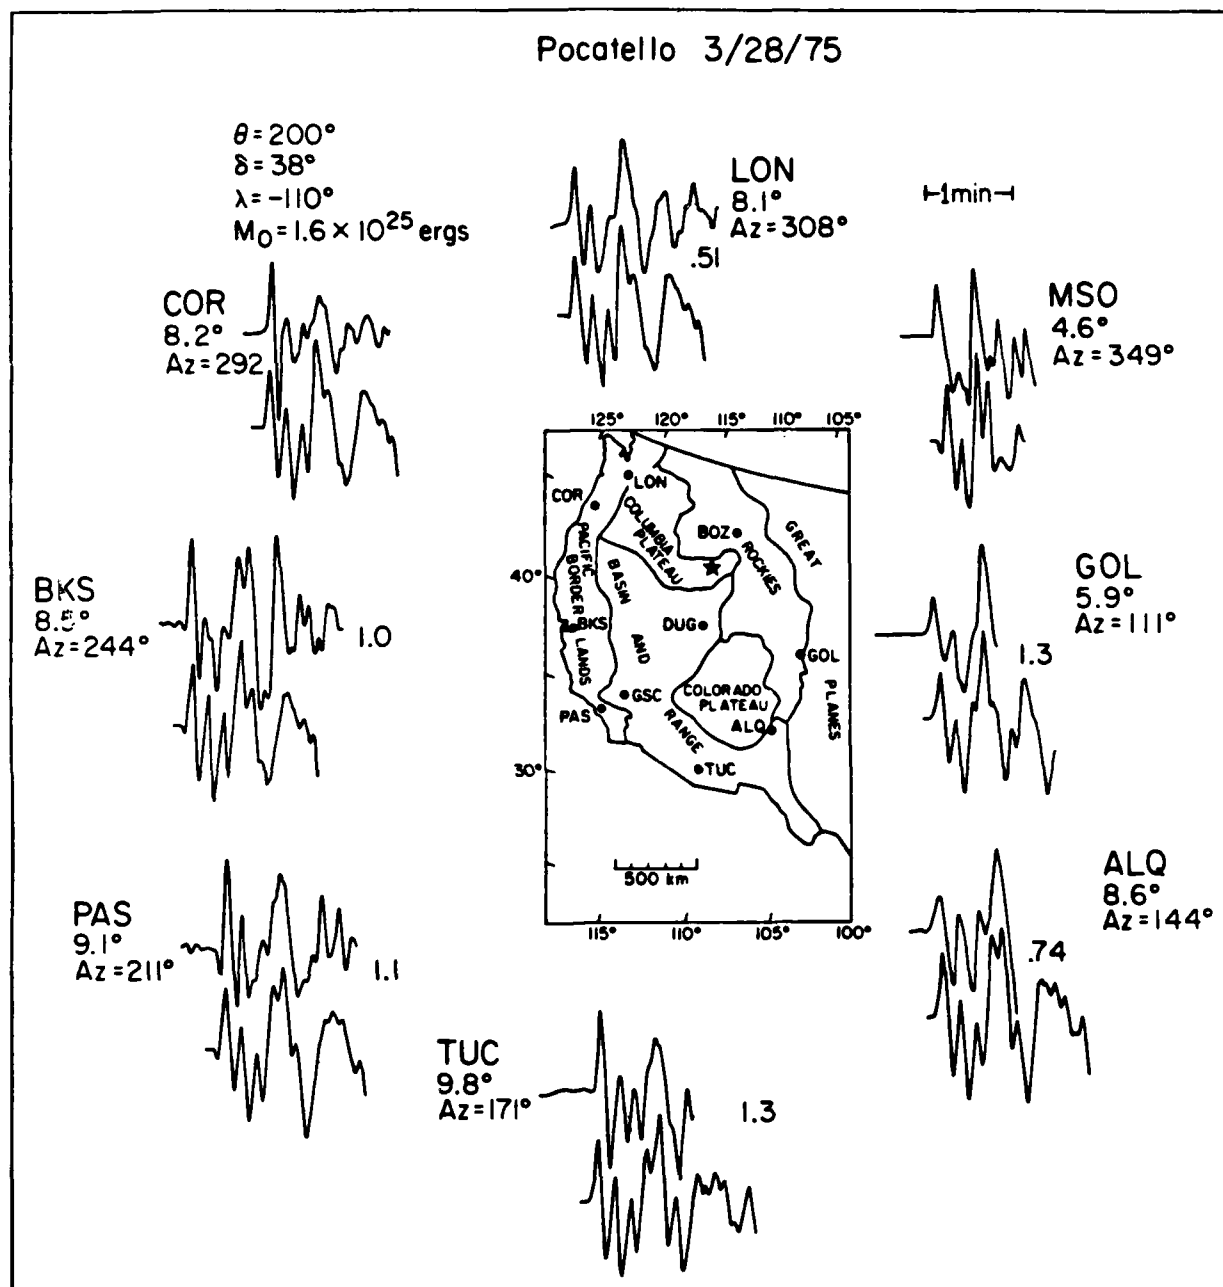 Pocatello 3/28/75
θ = 200°
δ = 38°
λ = -110°
M₀ = 1.6 × 10²⁵ ergs
LON
8.1°
Az = 308°
.51
1min
COR
8.2°
Az = 292
MSO
4.6°
Az = 349°
BKS
8.5°
Az = 244°
1.0
GOL
5.9°
Az = 111°
1.3
PAS
9.1°
Az = 211°
1.1
ALQ
8.6°
Az = 144°
.74
TUC
9.8°
Az = 171°
1.3
125° 120° 115° 110° 105°
LON
COR
COLUMBIA
PLATEAU
BOZ
ROCKIES
GREAT
PLANES
PACIFIC
BORDER
LANDS
BASIN
AND
RANGE
40°
BKS
DUG
GOL
GSC
COLORADO
PLATEAU
PAS
ALQ
TUC
30°
500 km
115° 110° 105° 100°